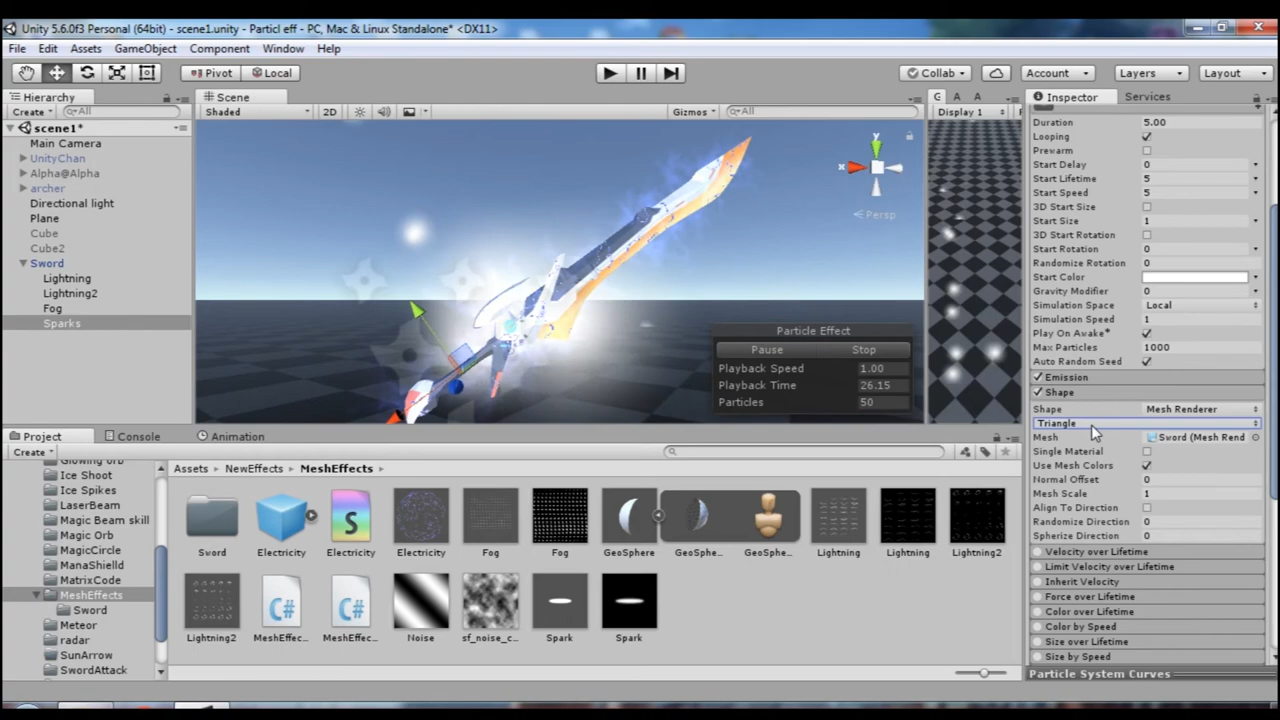 Unity 5.6.0f3 Personal (64bit) - scene1.unity - Particl eff - PC, Mac & Linux Standalone* <DX11>
File Edit Assets GameObject Component Window Help
Pivot Local Collab Account Layers Layout
Hierarchy
Create All
scene1*
Main Camera
UnityChan
Alpha@Alpha
archer
Directional light
Plane
Cube
Cube2
Sword
Lightning
Lightning2
Fog
Sparks
Scene
Shaded 2D Gizmos All
y
x
Persp
Particle Effect
Pause Stop
Playback Speed 1.00
Playback Time 26.15
Particles 50
G A A
Display 1
Inspector Services
Duration 5.00
Looping
Prewarm
Start Delay 0
Start Lifetime 5
Start Speed 5
3D Start Size
Start Size 1
3D Start Rotation
Start Rotation 0
Randomize Rotation 0
Start Color
Gravity Modifier 0
Simulation Space Local
Simulation Speed 1
Play On Awake*
Max Particles 1000
Auto Random Seed
Emission
Shape
Shape Mesh Renderer
Triangle
Mesh Sword (Mesh Rend
Single Material
Use Mesh Colors
Normal Offset 0
Mesh Scale 1
Align To Direction
Randomize Direction 0
Spherize Direction 0
Velocity over Lifetime
Limit Velocity over Lifetime
Inherit Velocity
Force over Lifetime
Color over Lifetime
Color by Speed
Size over Lifetime
Size by Speed
Particle System Curves
Project Console Animation
Create
Glowing orb
Ice Shoot
Ice Spikes
LaserBeam
Magic Beam skill
Magic Orb
MagicCircle
ManaShielld
MatrixCode
MeshEffects
Sword
Meteor
radar
SunArrow
SwordAttack
Assets NewEffects MeshEffects
Sword Electricity Electricity Electricity Fog Fog GeoSphere GeoSphe... GeoSphe... Lightning Lightning Lightning2
Lightning2 MeshEffec... MeshEffec... Noise sf_noise_c... Spark Spark